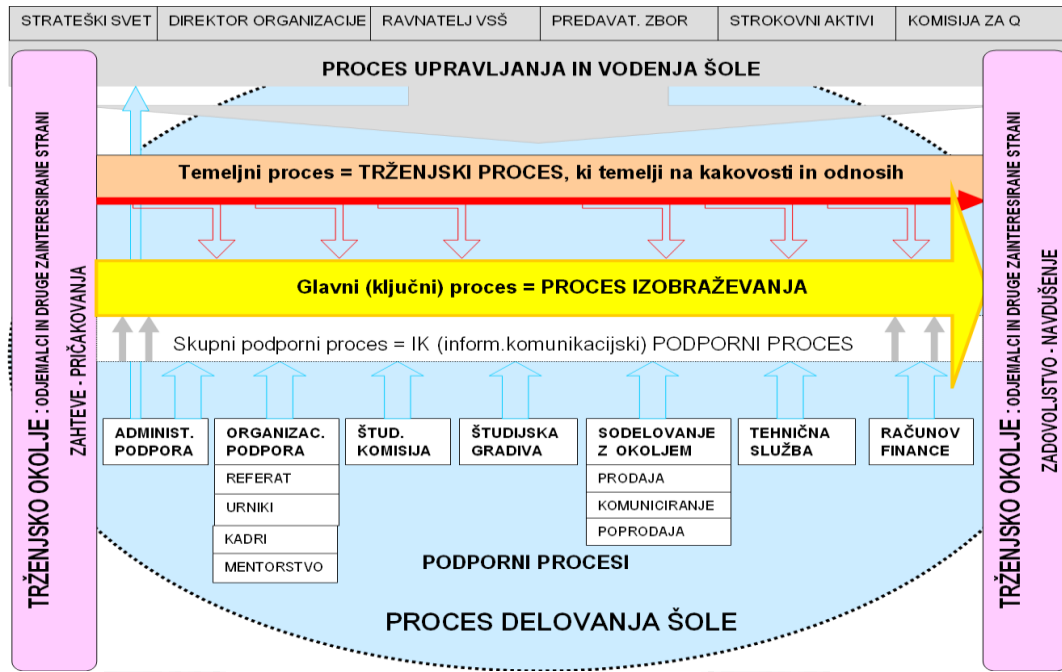 STRATEŠKI SVET
DIREKTOR ORGANIZACIJE
RAVNATELJ VSŠ
PREDAVAT. ZBOR
STROKOVNI AKTIVI
KOMISIJA ZA Q
PROCES UPRAVLJANJA IN VODENJA ŠOLE
TRŽENJSKO OKOLJE : ODJEMALCI IN DRUGE ZAINTERESIRANE STRANI
ZAHTEVE - PRIČAKOVANJA
Temeljni proces = TRŽENJSKI PROCES, ki temelji na kakovosti in odnosih
Glavni (ključni) proces = PROCES IZOBRAŽEVANJA
Skupni podporni proces = IK (inform.komunikacijski) PODPORNI PROCES
ADMINIST.
PODPORA
ORGANIZAC.
PODPORA
REFERAT
URNIKI
KADRI
MENTORSTVO
ŠTUD.
KOMISIJA
ŠTUDIJSKA
GRADIVA
SODELOVANJE
Z OKOLJEM
PRODAJA
KOMUNICIRANJE
POPRODAJA
TEHNIČNA
SLUŽBA
RAČUNOV
FINANCE
PODPORNI PROCESI
PROCES DELOVANJA ŠOLE
TRŽENJSKO OKOLJE : ODJEMALCI IN DRUGE ZAINTERESIRANE STRANI
ZADOVOLJSTVO - NAVDUŠENJE